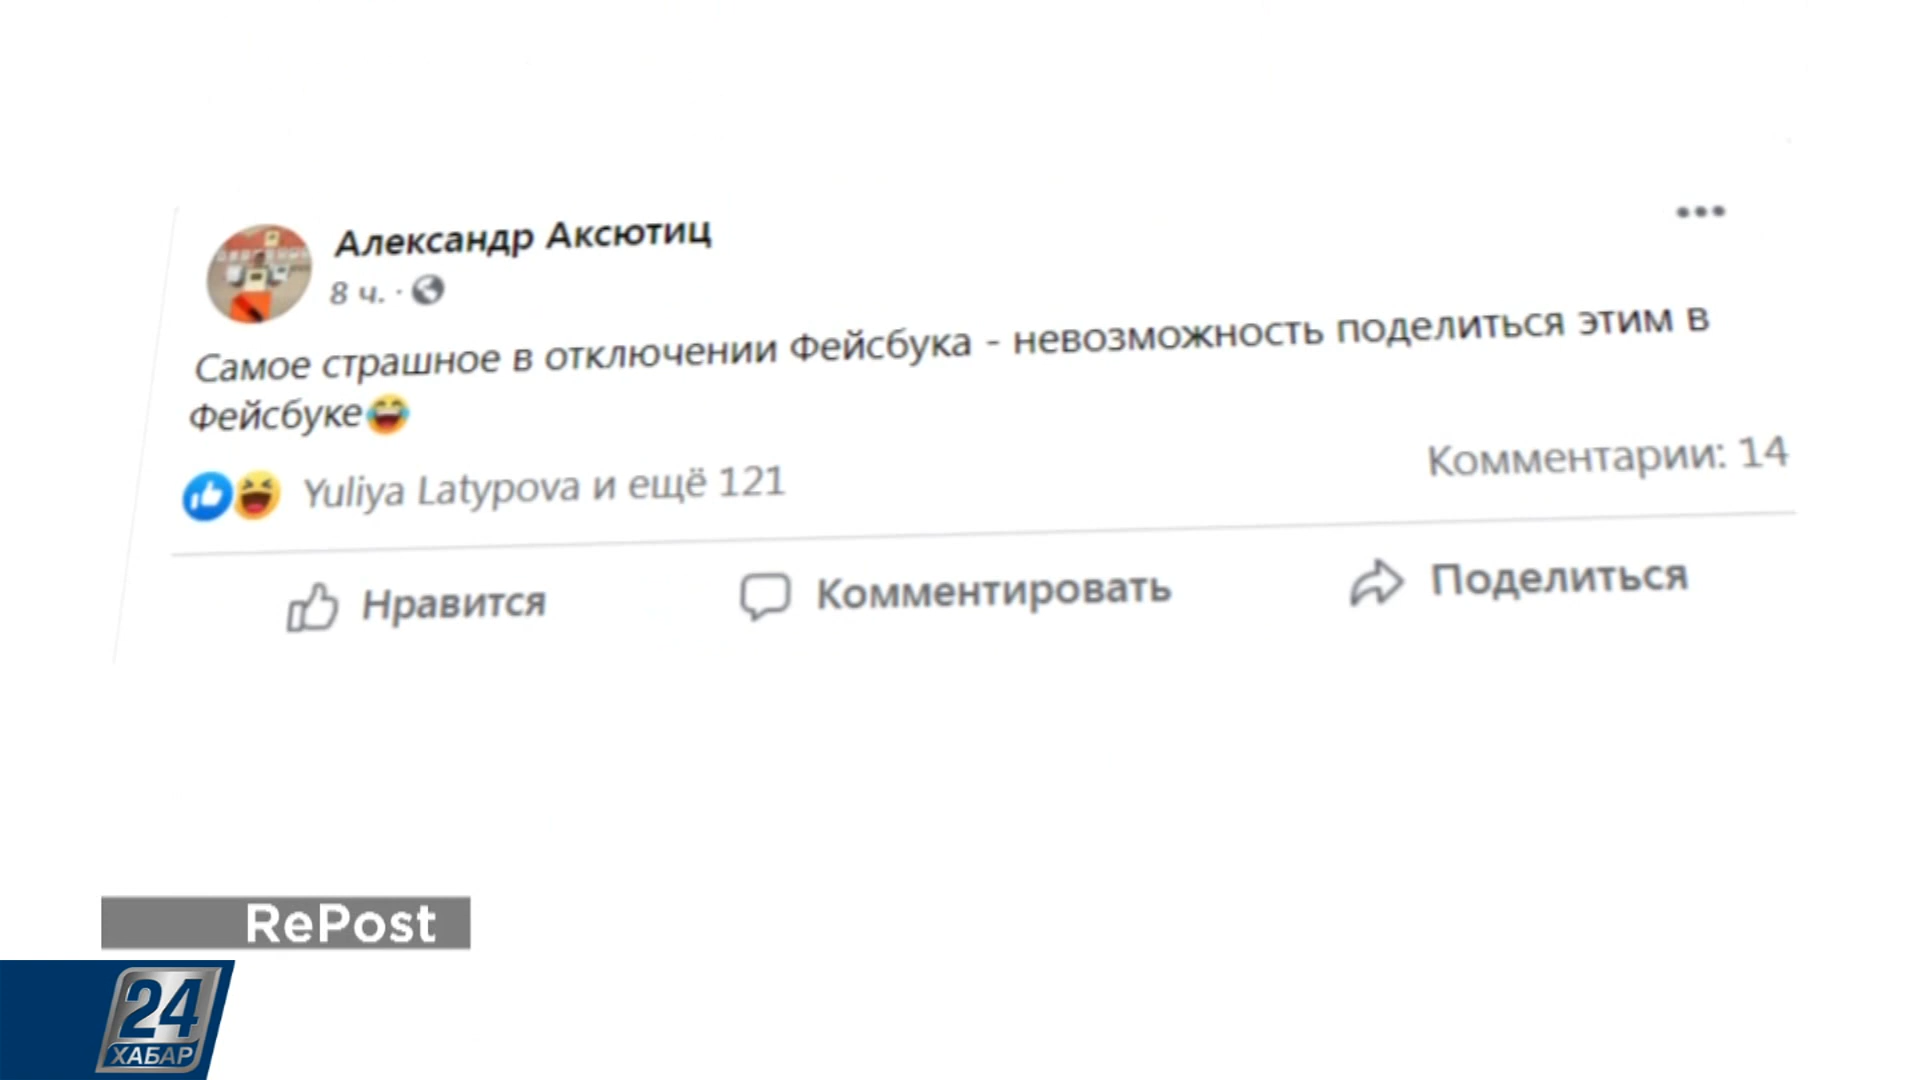 Александр Аксютиц
8 ч. ·
Самое страшное в отключении Фейсбука - невозможность поделиться этим в
Фейсбуке😂
Yuliya Latypova и ещё 121
Комментарии: 14
Нравится
Комментировать
Поделиться
RePost
24
ХАБАР